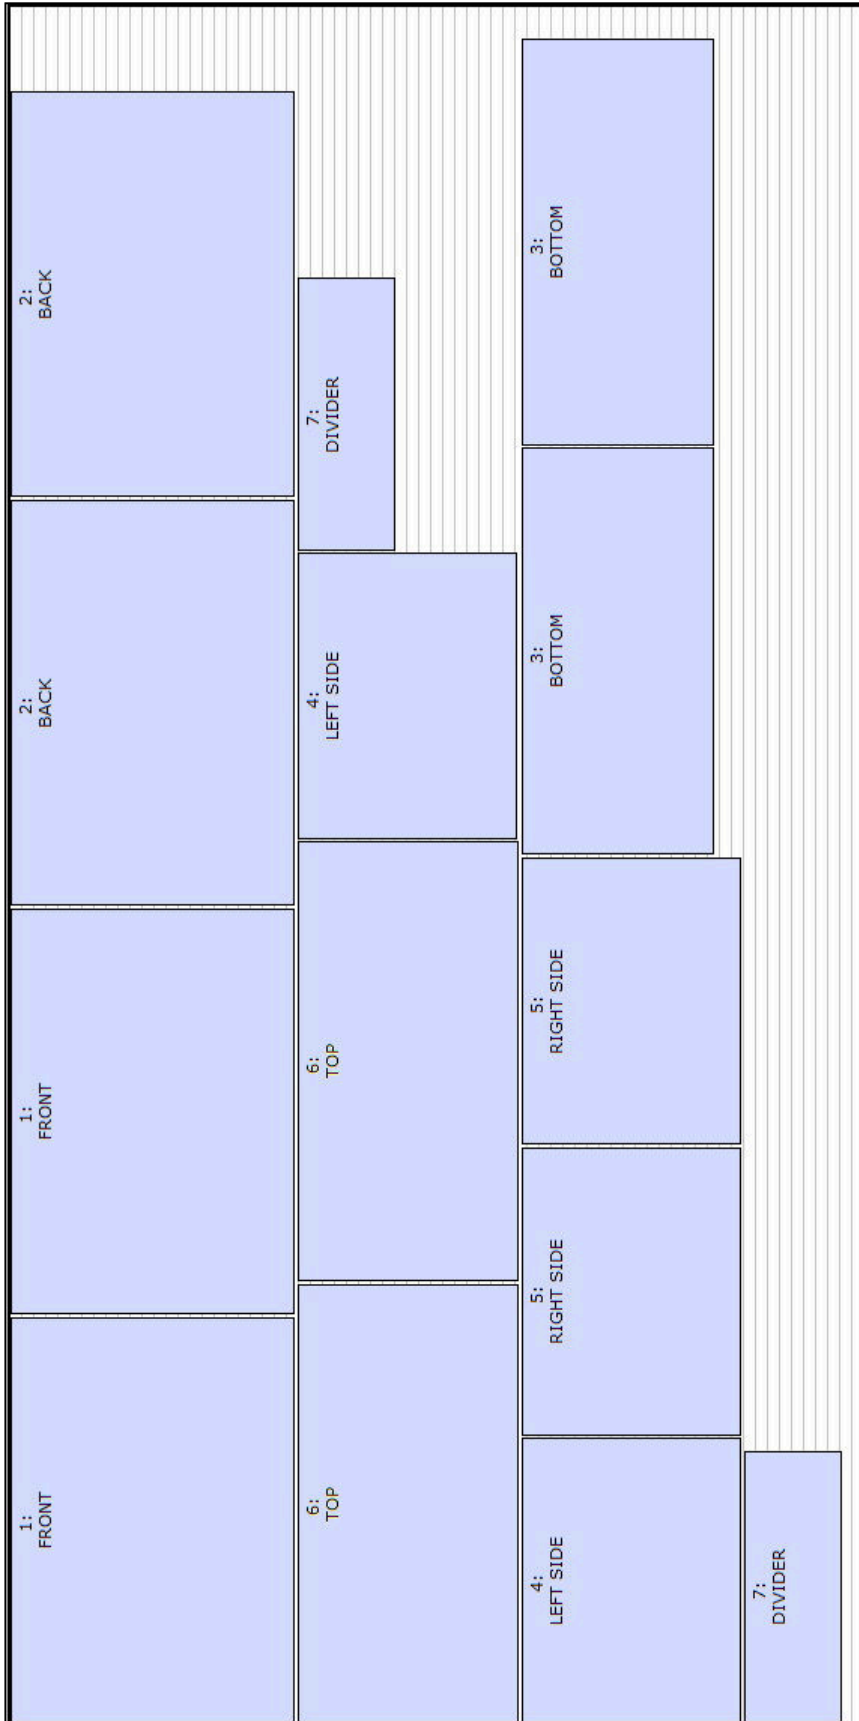 2:
BACK
2:
BACK
1:
FRONT
1:
FRONT
7:
DIVIDER
4:
LEFT SIDE
6:
TOP
6:
TOP
3:
BOTTOM
3:
BOTTOM
5:
RIGHT SIDE
5:
RIGHT SIDE
4:
LEFT SIDE
7:
DIVIDER